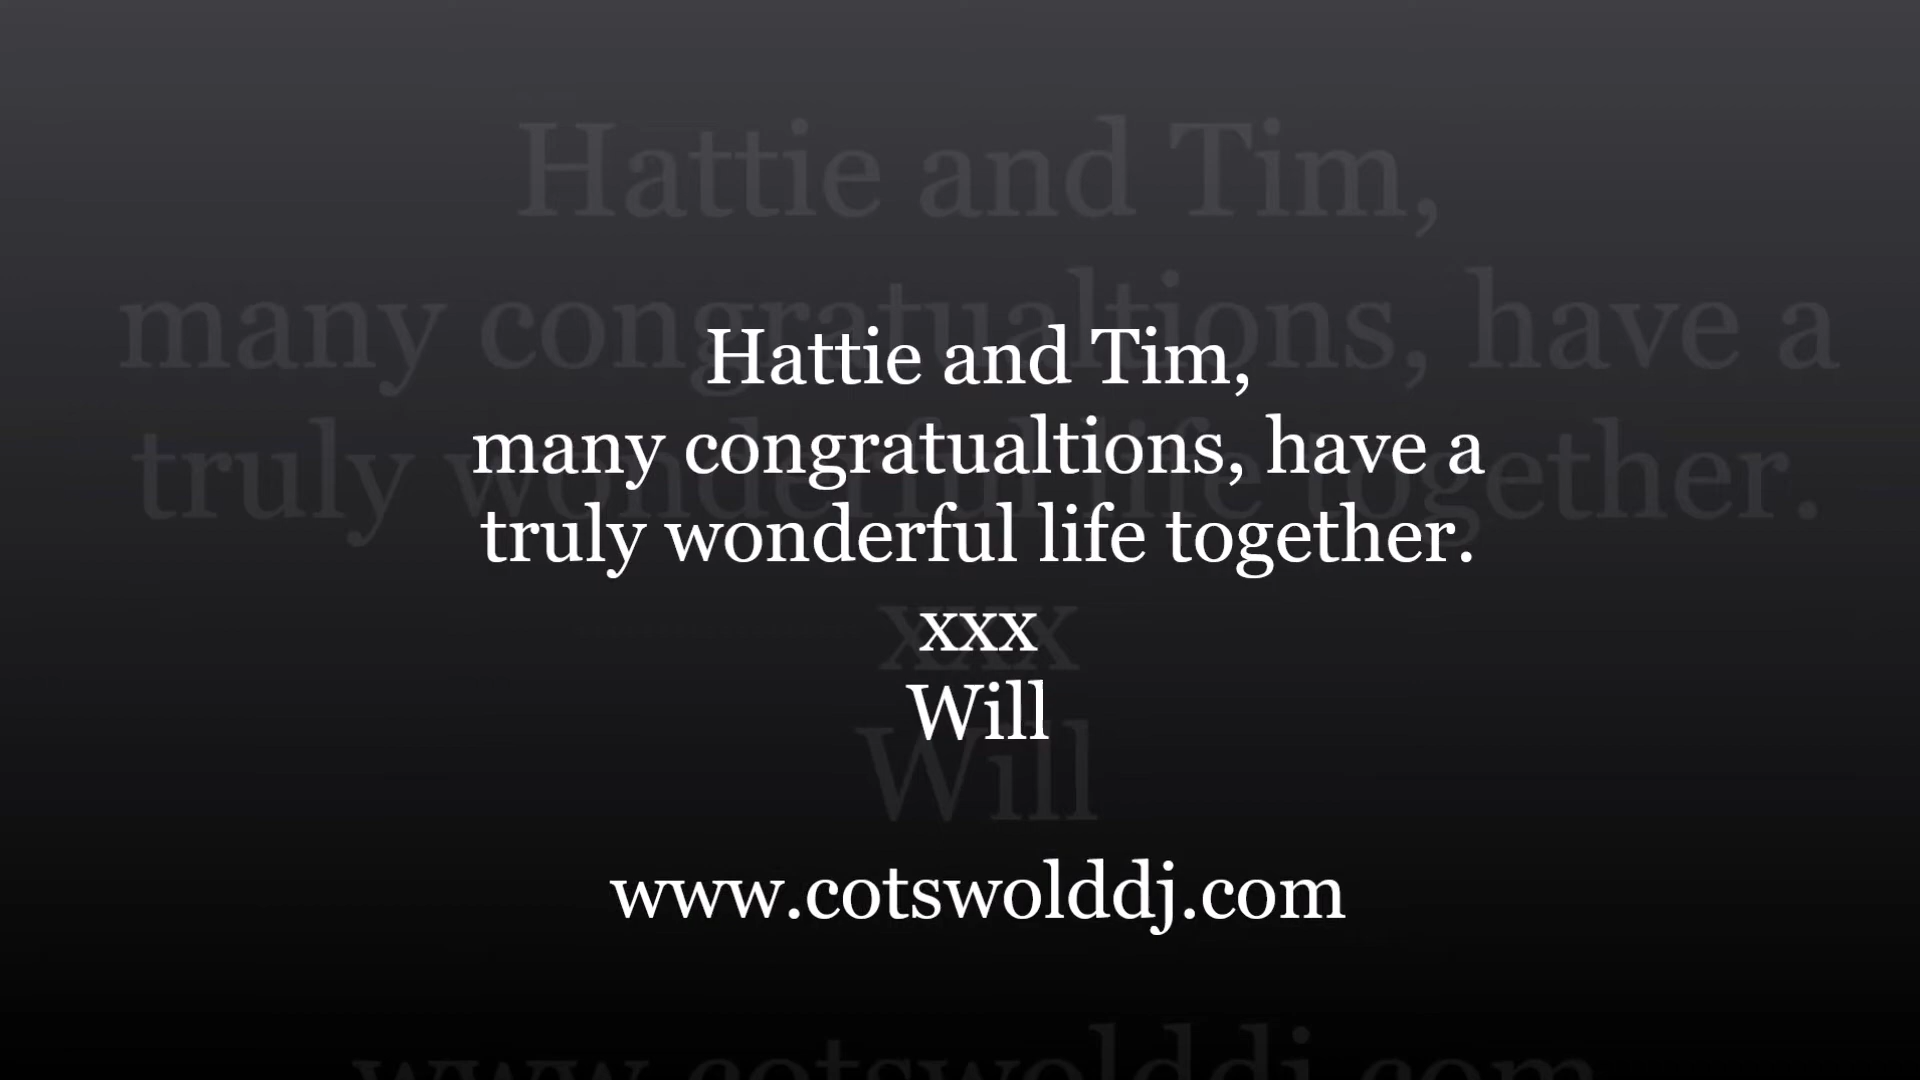 Hattie and Tim,
many congratualtions, have a
truly wonderful life together.
xxx
Will
www.cotswolddj.com